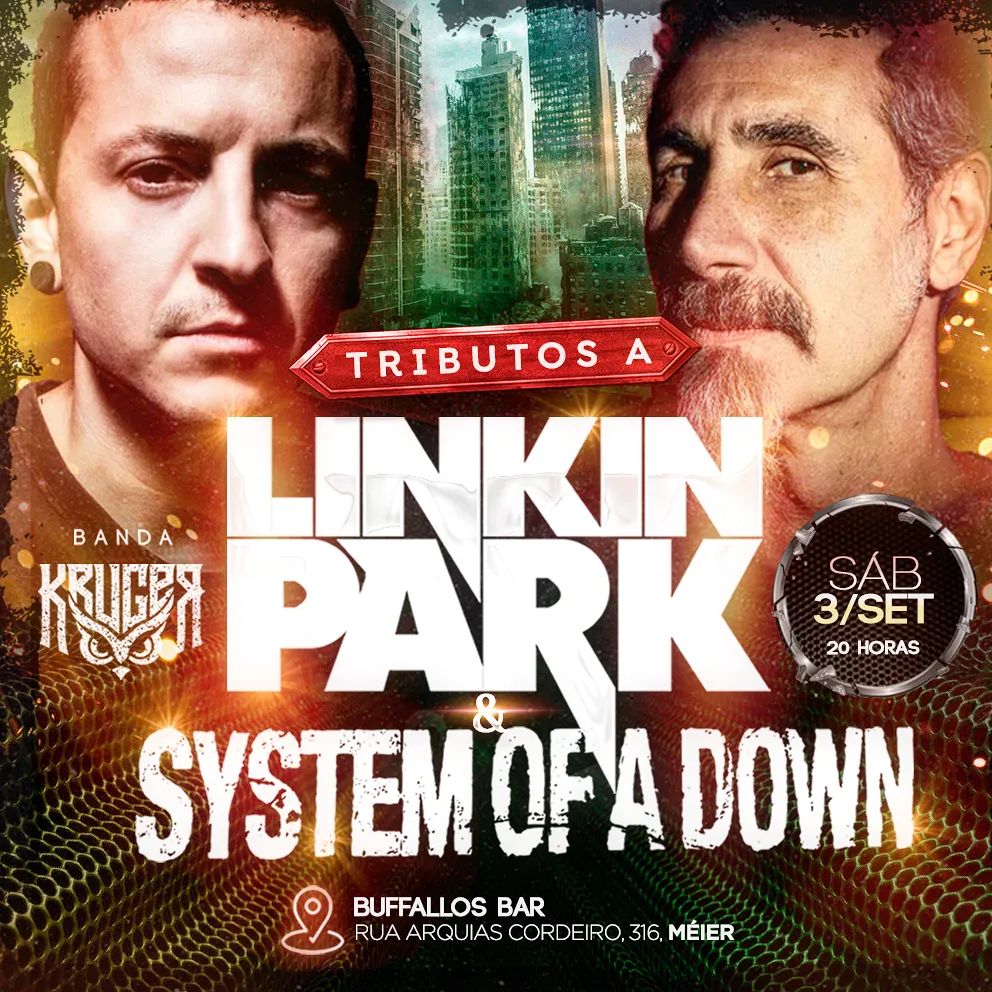 TRIBUTOS A
LINKIN
PARK
BANDA
KRUGER
SÁB
3/SET
20 HORAS
&
SYSTEM OF A DOWN
BUFFALLOS BAR
RUA ARQUIAS CORDEIRO, 316, MÉIER